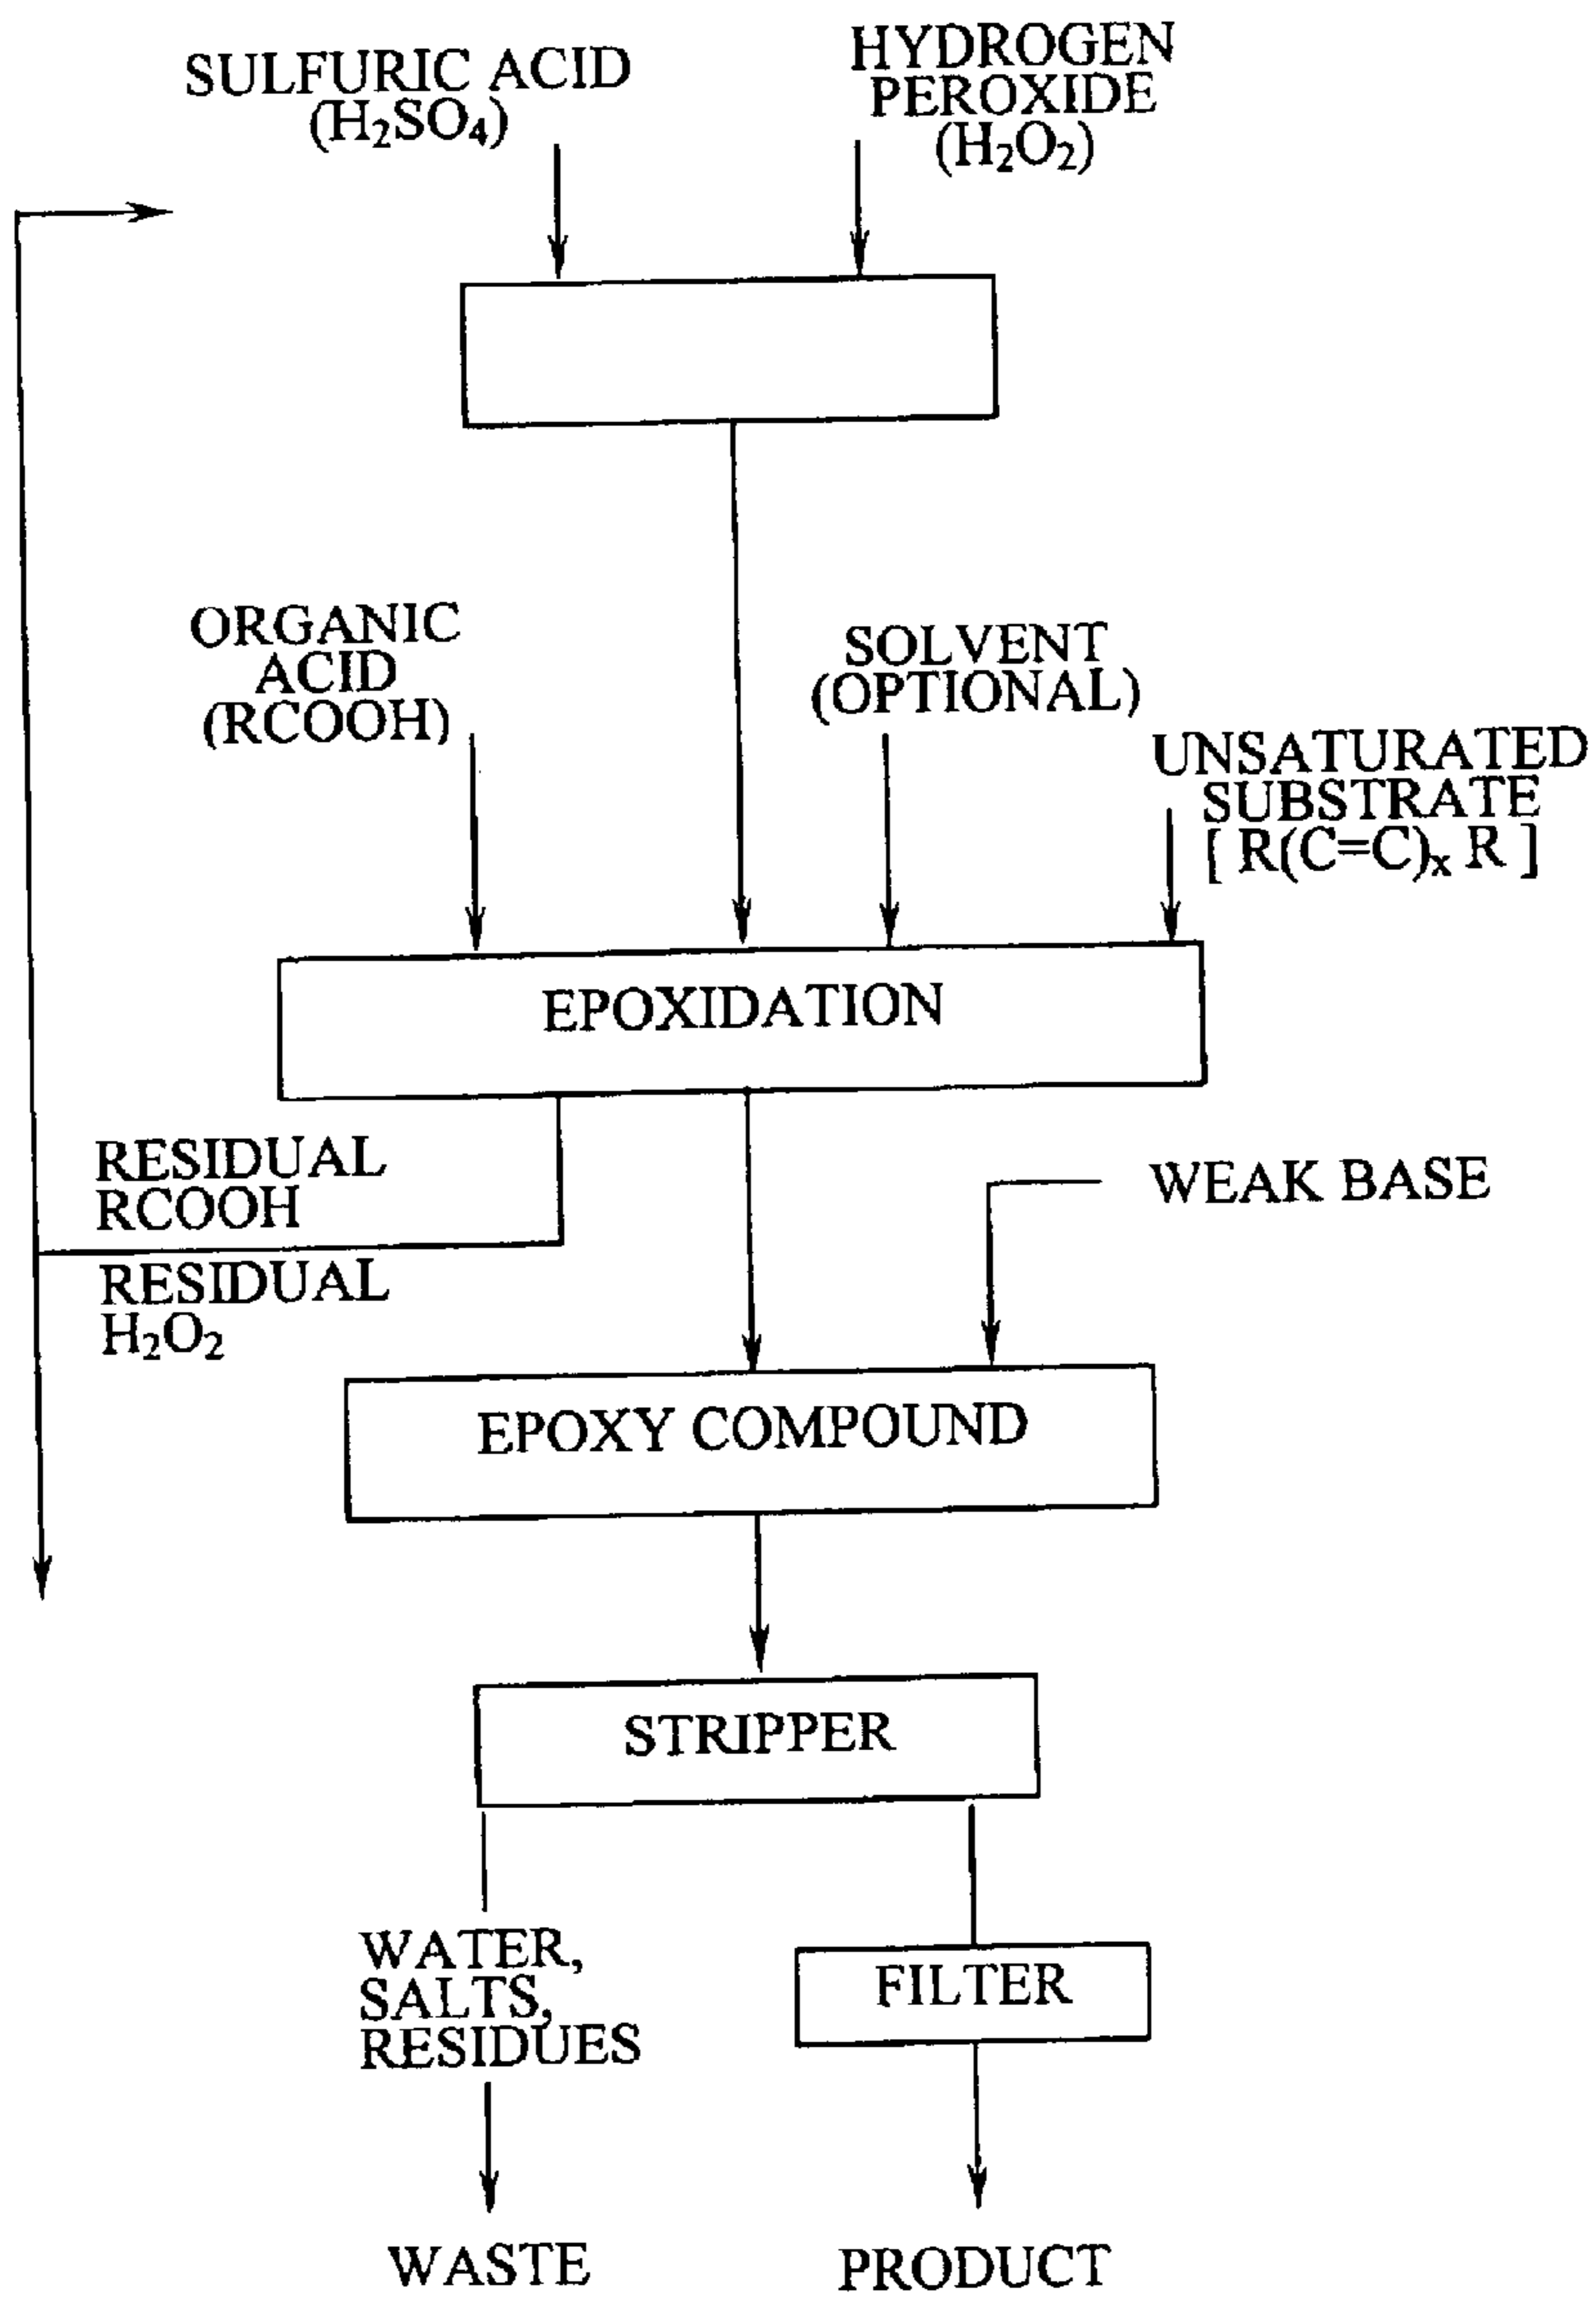 SULFURIC ACID
(H₂SO₄)
HYDROGEN
PEROXIDE
(H₂O₂)
ORGANIC
ACID
(RCOOH)
SOLVENT
(OPTIONAL)
UNSATURATED
SUBSTRATE
[ R(C=C)ₓ R ]
EPOXIDATION
RESIDUAL
RCOOH
RESIDUAL
H₂O₂
WEAK BASE
EPOXY COMPOUND
STRIPPER
WATER,
SALTS,
RESIDUES
FILTER
WASTE
PRODUCT